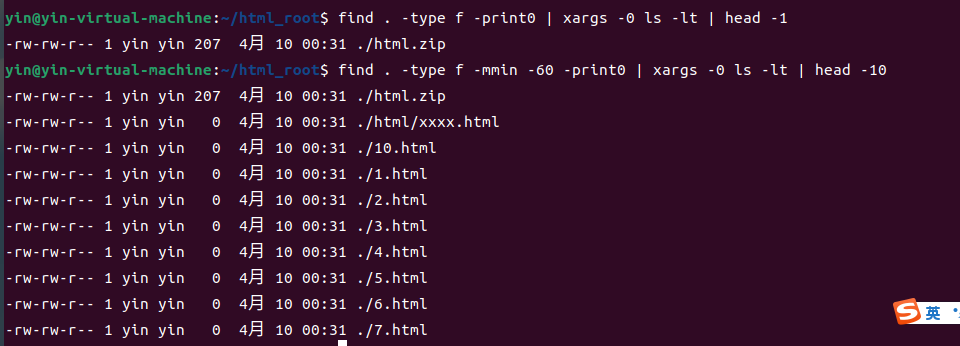 yin@yin-virtual-machine:~/html_root$ find . -type f -print0 | xargs -0 ls -lt | head -1
-rw-rw-r-- 1 yin yin 207  4月 10 00:31 ./html.zip
yin@yin-virtual-machine:~/html_root$ find . -type f -mmin -60 -print0 | xargs -0 ls -lt | head -10
-rw-rw-r-- 1 yin yin 207  4月 10 00:31 ./html.zip
-rw-rw-r-- 1 yin yin   0  4月 10 00:31 ./html/xxxx.html
-rw-rw-r-- 1 yin yin   0  4月 10 00:31 ./10.html
-rw-rw-r-- 1 yin yin   0  4月 10 00:31 ./1.html
-rw-rw-r-- 1 yin yin   0  4月 10 00:31 ./2.html
-rw-rw-r-- 1 yin yin   0  4月 10 00:31 ./3.html
-rw-rw-r-- 1 yin yin   0  4月 10 00:31 ./4.html
-rw-rw-r-- 1 yin yin   0  4月 10 00:31 ./5.html
-rw-rw-r-- 1 yin yin   0  4月 10 00:31 ./6.html
-rw-rw-r-- 1 yin yin   0  4月 10 00:31 ./7.html
S 英